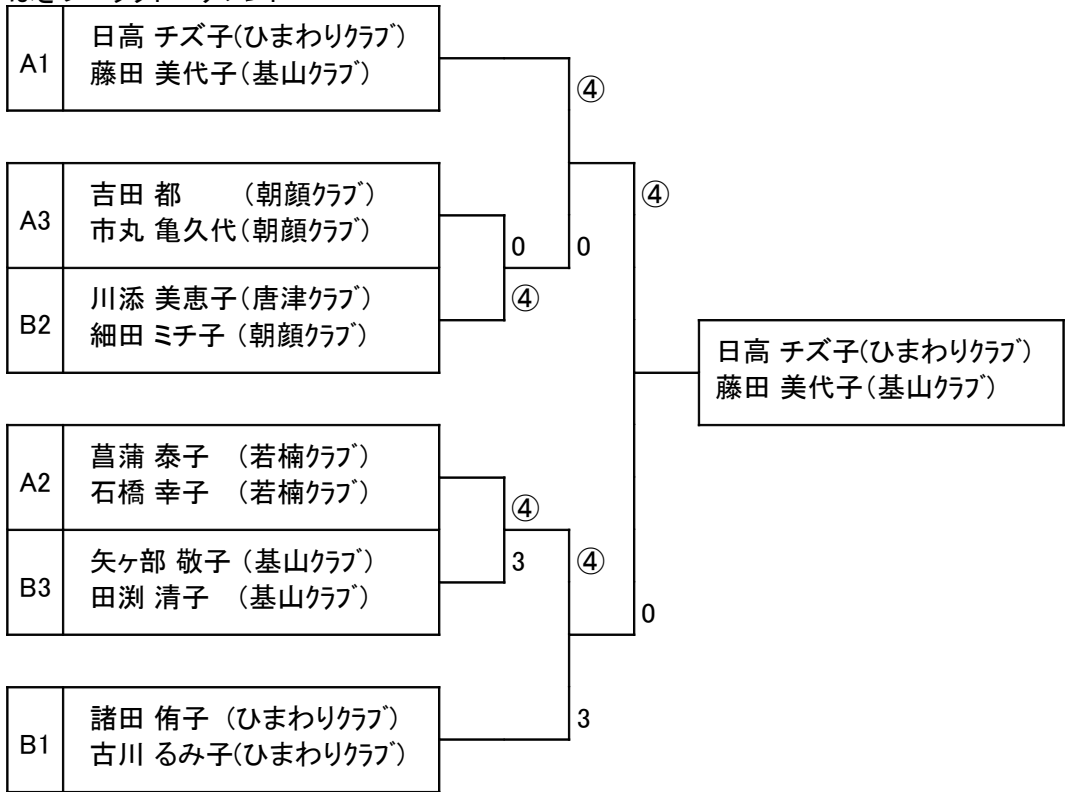 A1
日高 チズ子(ひまわりｸﾗﾌﾞ)
藤田 美代子(基山ｸﾗﾌﾞ)
④
A3
吉田 都 (朝顔ｸﾗﾌﾞ)
市丸 亀久代(朝顔ｸﾗﾌﾞ)
④
0
0
B2
川添 美恵子(唐津ｸﾗﾌﾞ)
細田 ミチ子 (朝顔ｸﾗﾌﾞ)
④
日高 チズ子(ひまわりｸﾗﾌﾞ)
藤田 美代子(基山ｸﾗﾌﾞ)
A2
菖蒲 泰子 (若楠ｸﾗﾌﾞ)
石橋 幸子 (若楠ｸﾗﾌﾞ)
④
B3
矢ヶ部 敬子 (基山ｸﾗﾌﾞ)
田渕 清子 (基山ｸﾗﾌﾞ)
3
④
0
B1
諸田 侑子 (ひまわりｸﾗﾌﾞ)
古川 るみ子(ひまわりｸﾗﾌﾞ)
3